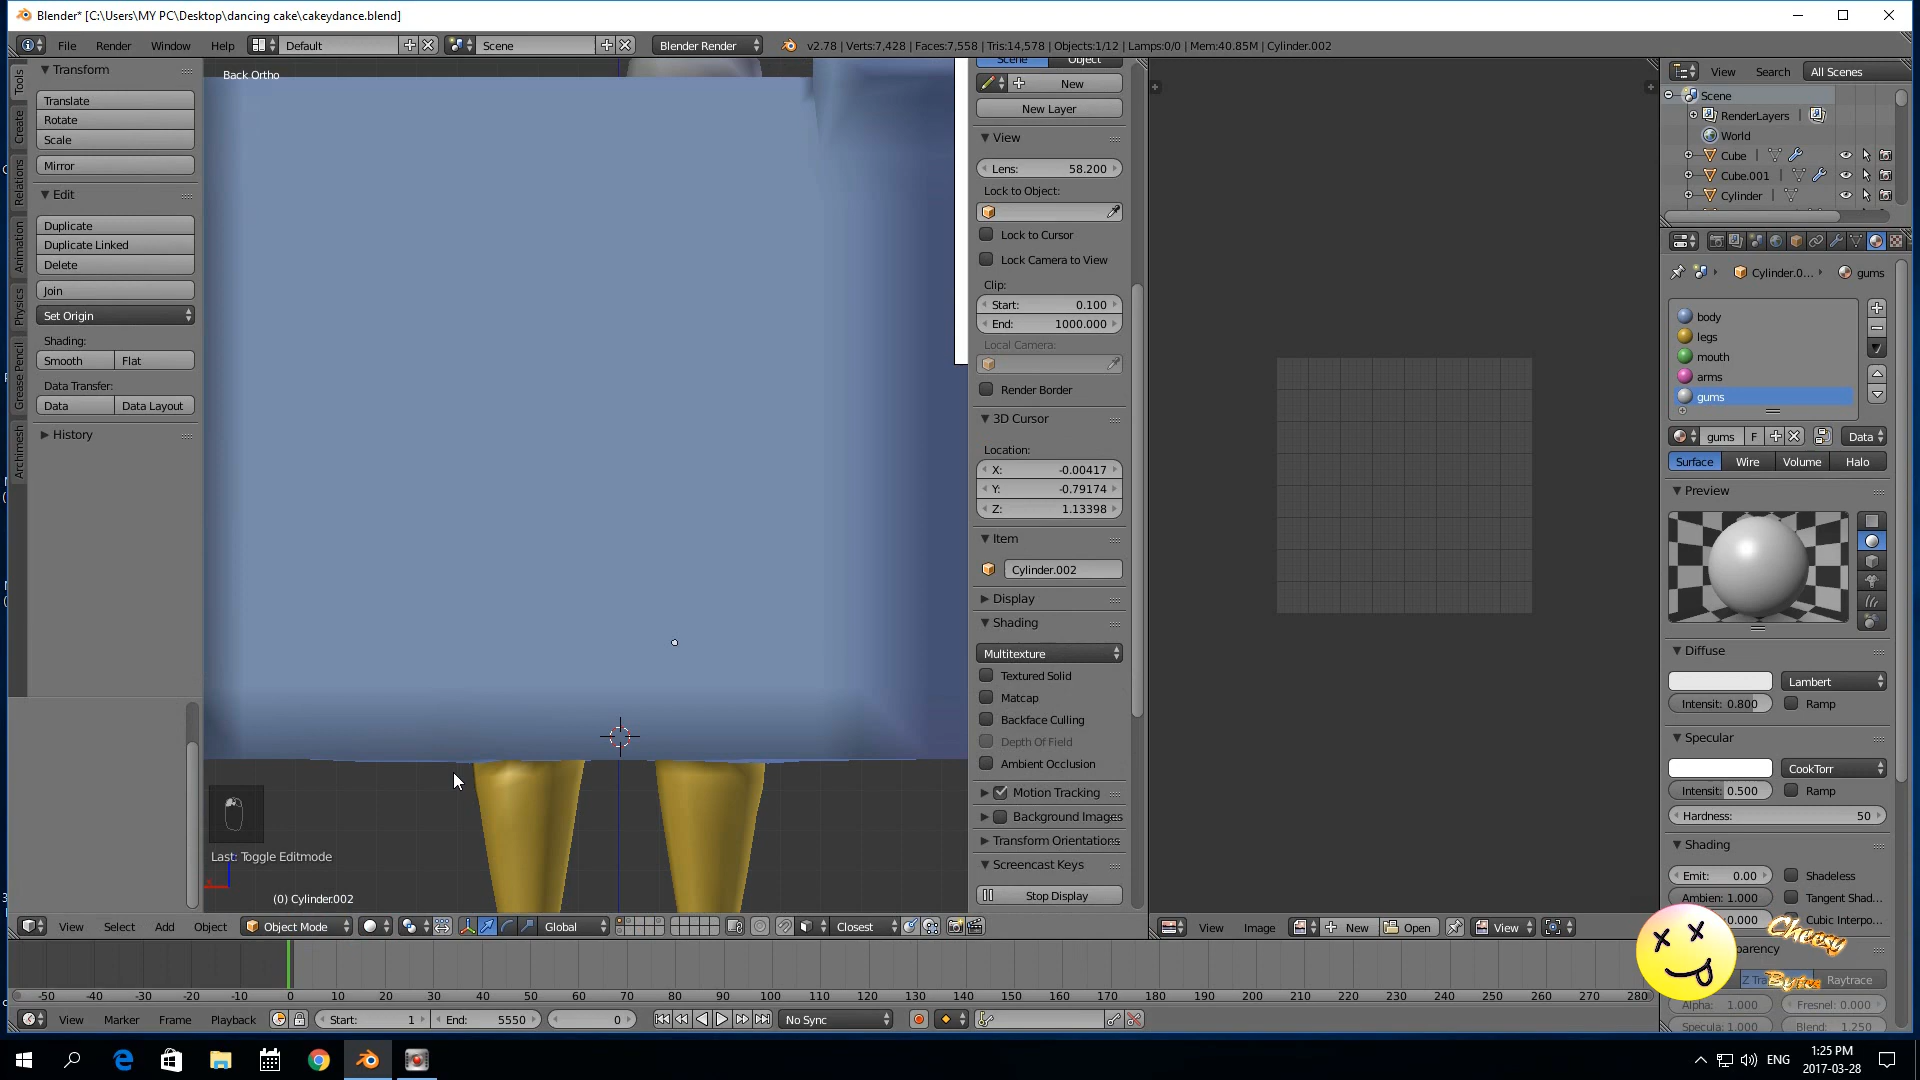 Blender* [C:\Users\MY PC\Desktop\dancing cake\cakeydance.blend]
File Render Window Help Default Scene Blender Render v2.78 | Verts:7,428 | Faces:7,558 | Tris:14,578 | Objects:1/12 | Lamps:0/0 | Mem:40.85M | Cylinder.002
Tools
Create
Relations
Animation
Physics
Grease Pencil
Archimesh
Transform
Translate
Rotate
Scale
Mirror
Edit
Duplicate
Duplicate Linked
Delete
Join
Set Origin
Shading:
Smooth Flat
Data Transfer:
Data Data Layout
History
Back Ortho
Last: Toggle Editmode
(0) Cylinder.002
Scene Object
New
New Layer
View
Lens: 58.200
Lock to Object:
Lock to Cursor
Lock Camera to View
Clip:
Start: 0.100
End: 1000.000
Local Camera:
Render Border
3D Cursor
Location:
X: -0.00417
Y: -0.79174
Z: 1.13398
Item
Cylinder.002
Display
Shading
Multitexture
Textured Solid
Matcap
Backface Culling
Depth Of Field
Ambient Occlusion
Motion Tracking
Background Images
Transform Orientations
Screencast Keys
Stop Display
View Search All Scenes
Scene
RenderLayers |
World
Cube |
Cube.001 |
Cylinder |
Cylinder.0... gums
body
legs
mouth
arms
gums
gums F Data
Surface Wire Volume Halo
Preview
Diffuse
Lambert
Intensit: 0.800 Ramp
Specular
CookTorr
Intensit: 0.500 Ramp
Hardness: 50
Shading
Emit: 0.00 Shadeless
Ambien: 1.000 Tangent Shad...
0.000 Cubic Interpo...
parency
Z Tra Raytrace
Alpha: 1.000 Fresnel: 0.000
Specula: 1.000 Blend: 1.250
Cheesy
Bytes
View Select Add Object Object Mode Global Closest
View Image New Open View
-50 -40 -30 -20 -10 0 10 20 30 40 50 60 70 80 90 100 110 120 130 140 150 160 170 180 190 200 210 220 230 240 250 260 270 280
View Marker Frame Playback Start: 1 End: 5550 0 No Sync
ENG 1:25 PM
2017-03-28